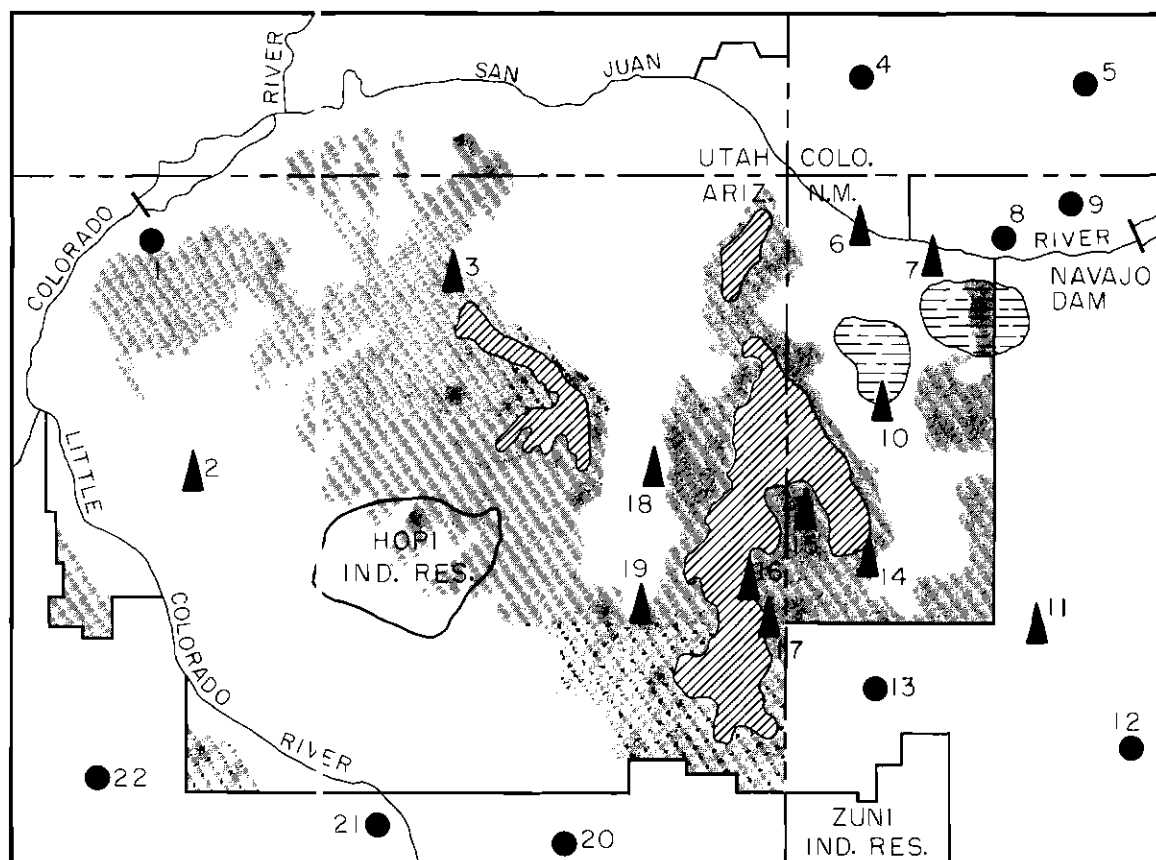 RIVER
SAN JUAN
4
5
COLORADO
UTAH COLO.
ARIZ. N.M.
1
3
6
7
8
9
RIVER
NAVAJO
DAM
10
2
LITTLE
18
HOPI
IND. RES.
15
14
19
16
17
11
COLORADO
13
RIVER
12
22
21
20
ZUNI
IND. RES.